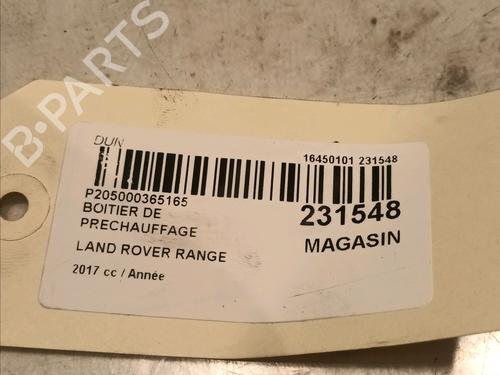 B-PARTS
DUN
16450101 231548
P205000365165
BOITIER DE
PRECHAUFFAGE
231548
MAGASIN
LAND ROVER RANGE
2017 cc / Année